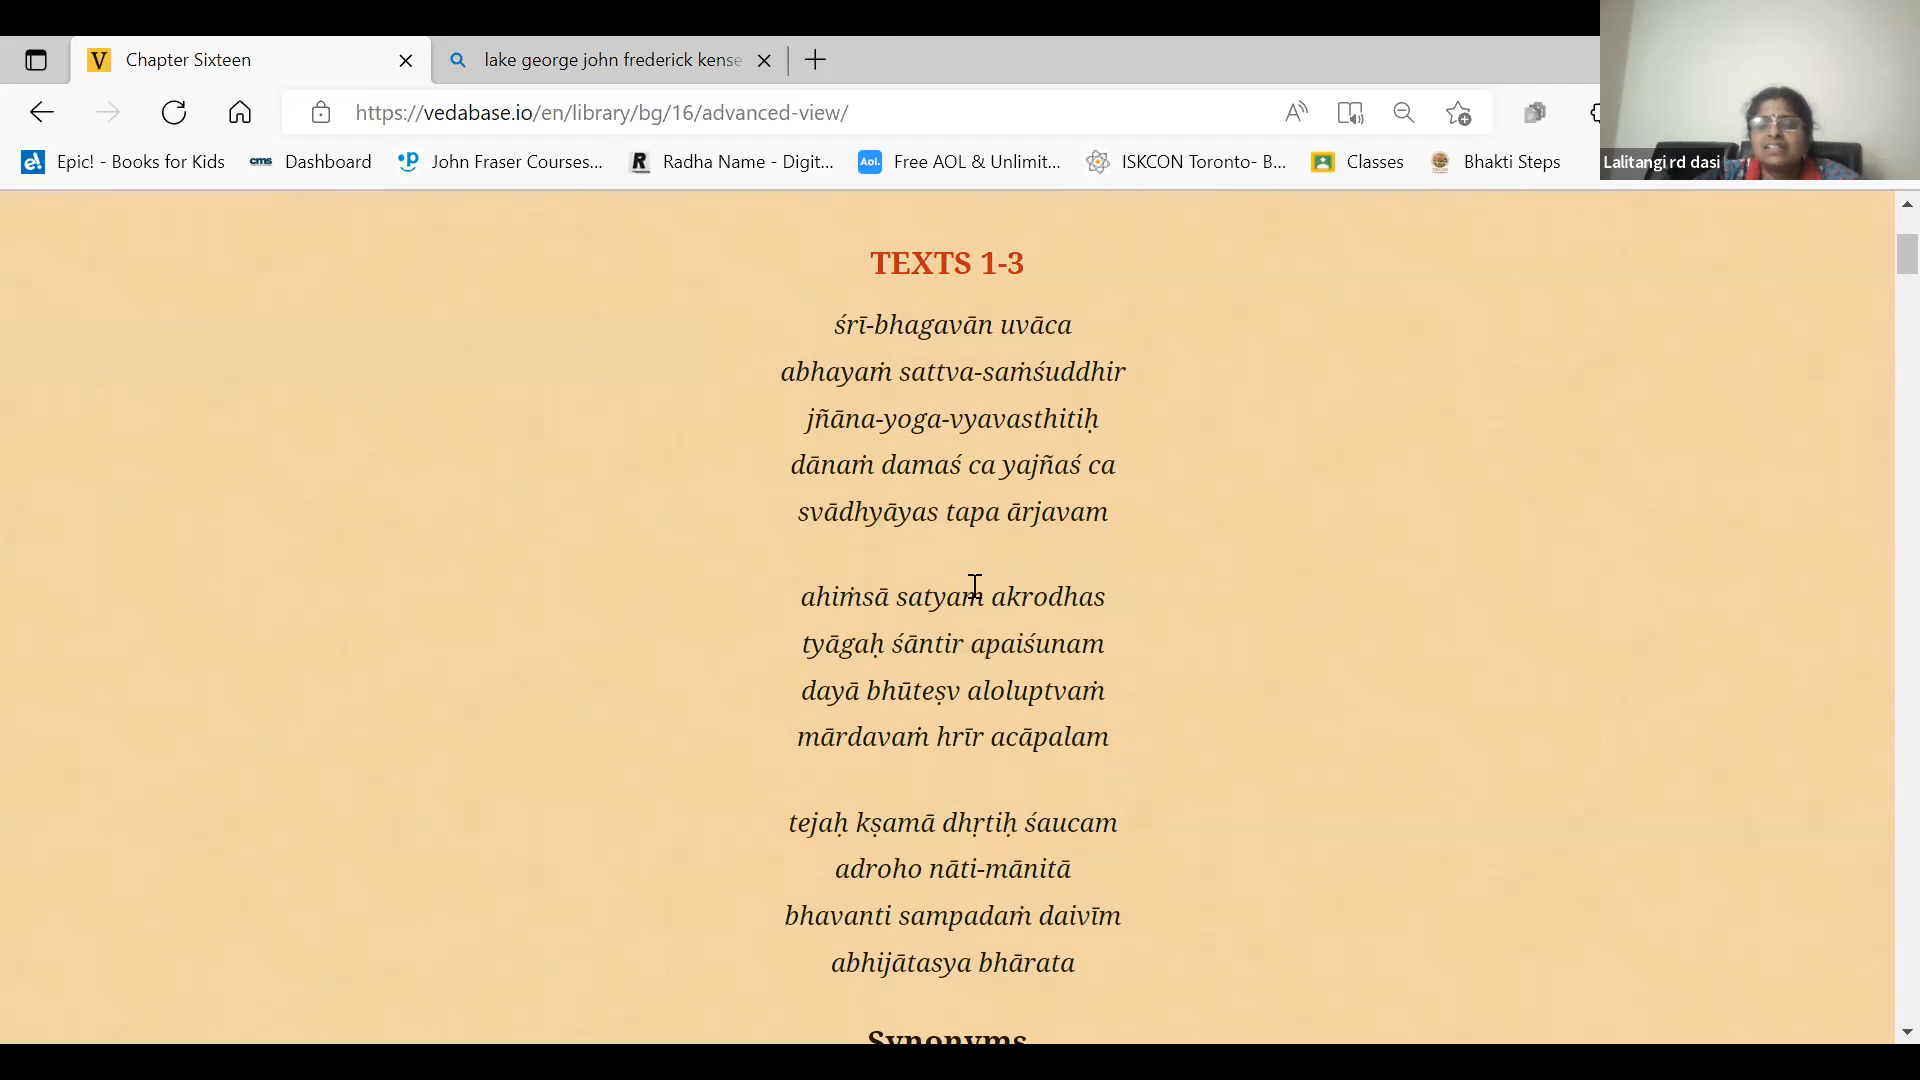 Chapter Sixteen
lake george john frederick kense
https://vedabase.io/en/library/bg/16/advanced-view/
Epic! - Books for Kids
cms Dashboard
John Fraser Courses...
R Radha Name - Digit...
Aol. Free AOL & Unlimit...
ISKCON Toronto- B...
Classes
Bhakti Steps
Lalitangi rd dasi
TEXTS 1-3
śrī-bhagavān uvāca
abhayaṁ sattva-saṁśuddhir
jñāna-yoga-vyavasthitiḥ
dānaṁ damaś ca yajñaś ca
svādhyāyas tapa ārjavam
ahiṁsā satyam akrodhas
tyāgaḥ śāntir apaiśunam
dayā bhūteṣv aloluptvaṁ
mārdavaṁ hrīr acāpalam
tejaḥ kṣamā dhṛtiḥ śaucam
adroho nāti-mānitā
bhavanti sampadaṁ daivīm
abhijātasya bhārata
Synonyms